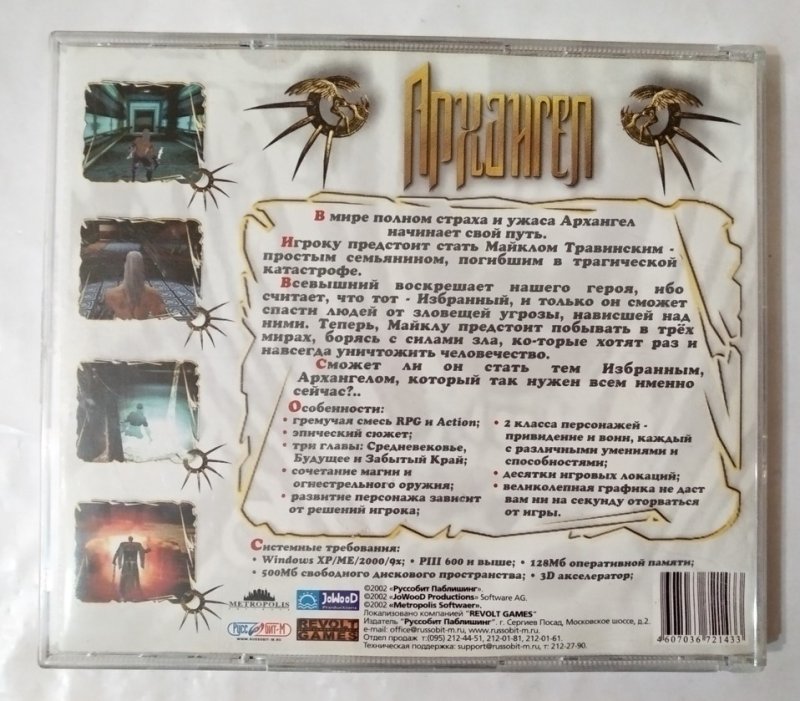 Архангел
В мире полном страха и ужаса Архангел
начинает свой путь.
Игроку предстоит стать Майклом Травинским -
простым семьянином, погибшим в трагической
катастрофе.
Всевышний воскрешает нашего героя, ибо
считает, что тот - Избранный, и только он сможет
спасти людей от зловещей угрозы, нависшей над
ними. Теперь, Майклу предстоит побывать в трёх
мирах, борясь с силами зла, ко-торые хотят раз и
навсегда уничтожить человечество.
Сможет ли он стать тем Избранным,
Архангелом, который так нужен всем именно
сейчас?..
Особенности:
• гремучая смесь RPG и Action;
• эпический сюжет;
• три главы: Средневековье,
Будущее и Забытый Край;
• сочетание магии и
огнестрельного оружия;
• развитие персонажа зависит
от решений игрока;
• 2 класса персонажей -
привидение и воин, каждый
с различными умениями и
способностями;
• десятки игровых локаций;
• великолепная графика не даст
вам ни на секунду оторваться
от игры.
Системные требования:
• Windows XP/ME/2000/9x; • PIII 600 и выше; • 128Мб оперативной памяти;
• 500Мб свободного дискового пространства; • 3D акселератор;
METROPOLIS
JoWooD
Productions
РУССОБИТ-М
WWW.RUSSOBIT-M.RU
REVOLT
GAMES
©2002 «Руссобит Паблишинг».
©2002 «JoWooD Productions» Software AG.
©2002 «Metropolis Softwaer».
Локализовано компанией "REVOLT GAMES"
Издатель "Руссобит Паблишинг". г. Сергиев Посад, Московское шоссе, д.2.
e-mail: office@russobit-m.ru, www.russobit-m.ru.
Отдел продаж т(095) 212-44-51, 212-01-81, 212-01-61.
Техническая поддержка: support@russobit-m.ru, т: 212-27-90.
4607036721433